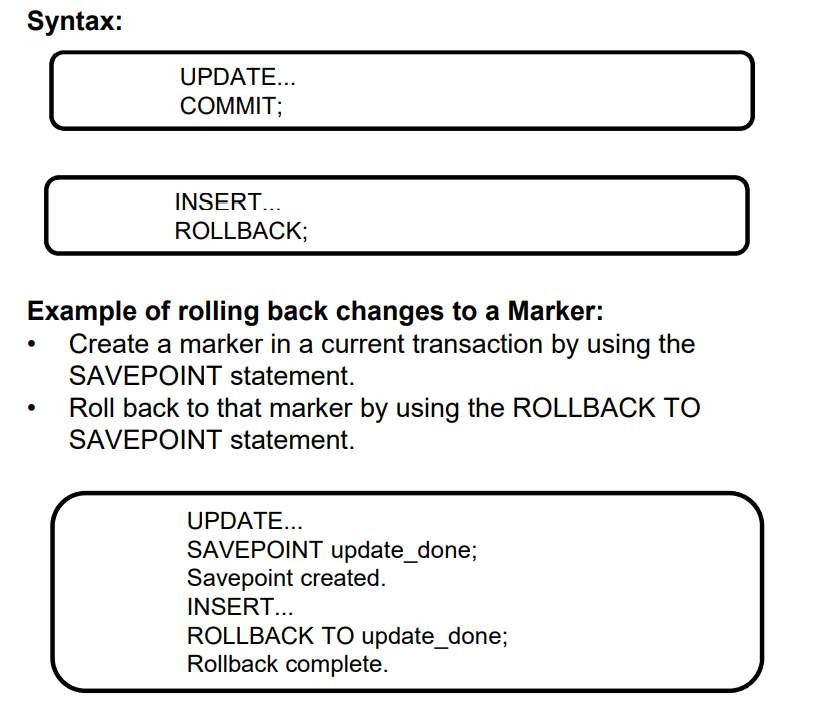 Syntax:
UPDATE...
COMMIT;
INSERT...
ROLLBACK;
Example of rolling back changes to a Marker:
• Create a marker in a current transaction by using the
SAVEPOINT statement.
• Roll back to that marker by using the ROLLBACK TO
SAVEPOINT statement.
UPDATE...
SAVEPOINT update_done;
Savepoint created.
INSERT...
ROLLBACK TO update_done;
Rollback complete.